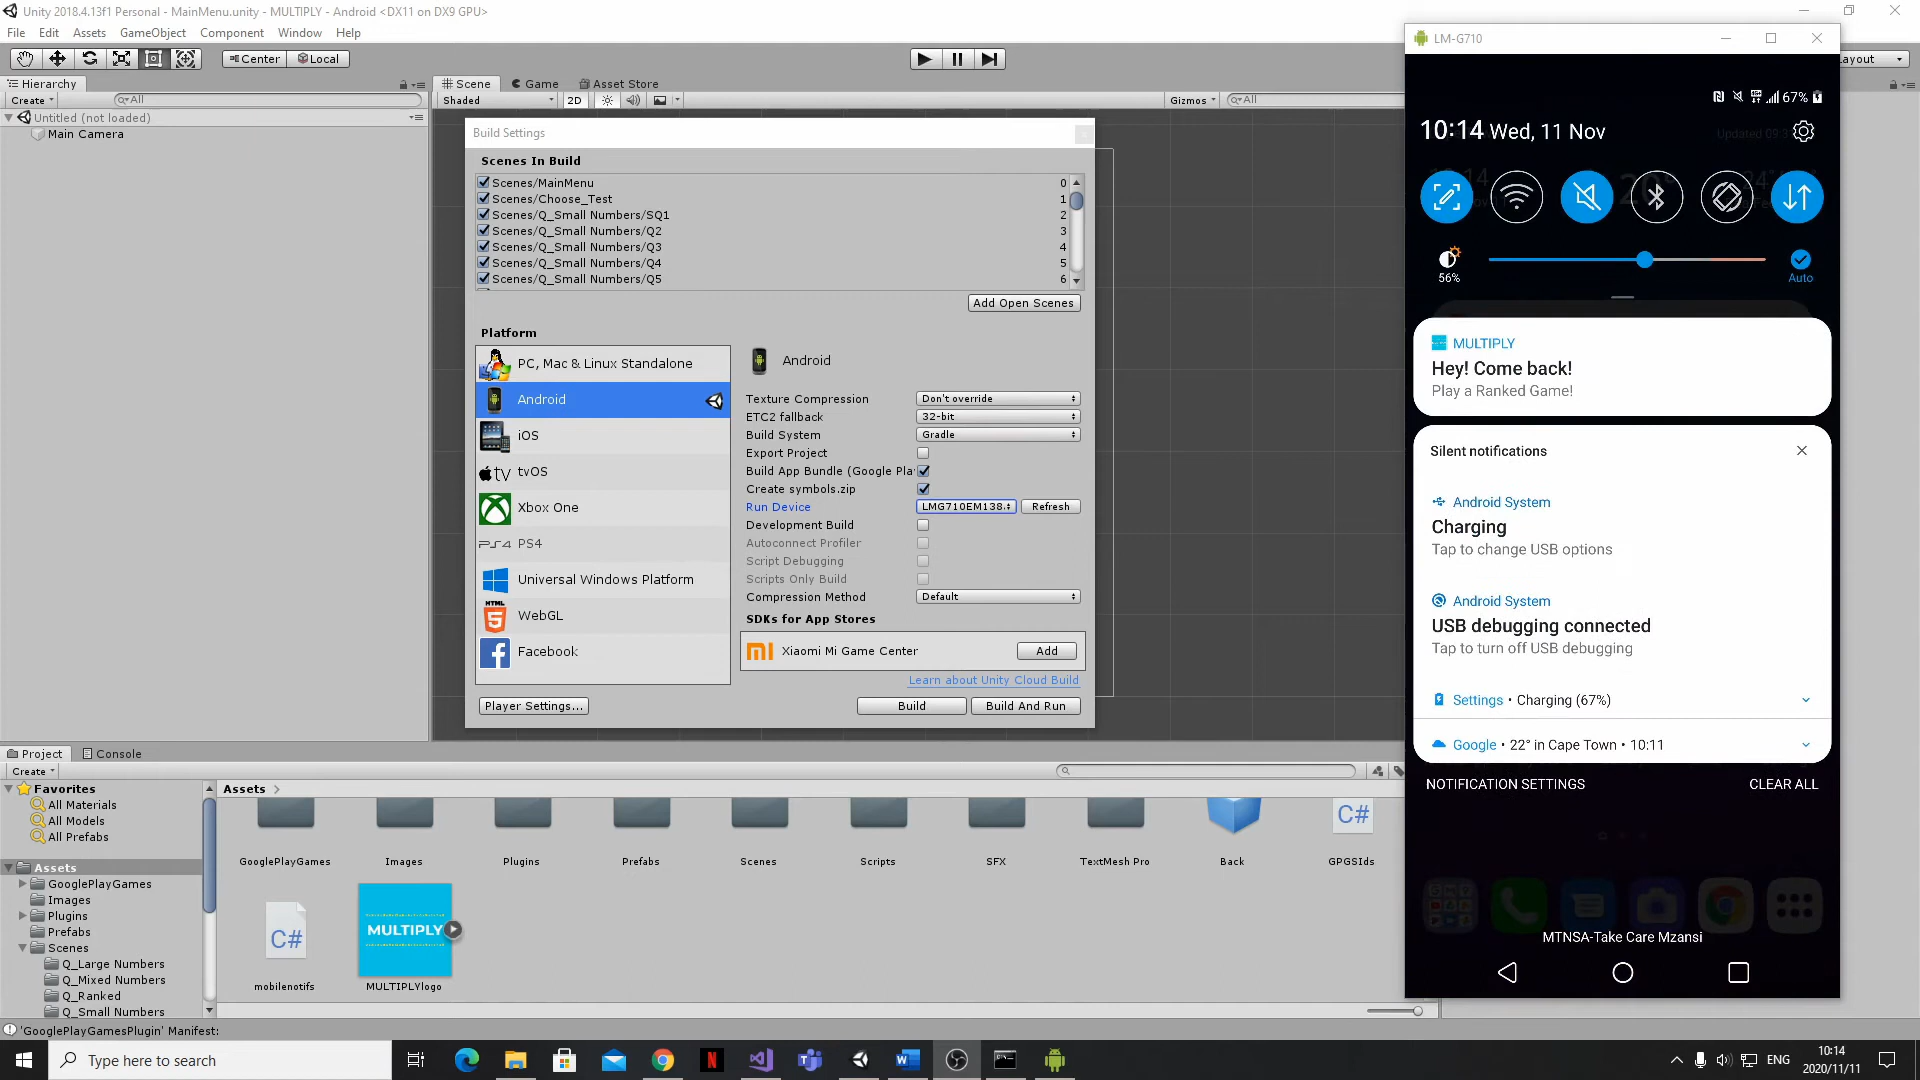 Unity 2018.4.13f1 Personal - MainMenu.unity - MULTIPLY - Android <DX11 on DX9 GPU>
File Edit Assets GameObject Component Window Help
Center Local
Hierarchy
Create All
Untitled (not loaded)
Main Camera
Scene Game Asset Store
Shaded 2D Gizmos All
Build Settings
Scenes In Build
Scenes/MainMenu 0
Scenes/Choose_Test 1
Scenes/Q_Small Numbers/SQ1 2
Scenes/Q_Small Numbers/Q2 3
Scenes/Q_Small Numbers/Q3 4
Scenes/Q_Small Numbers/Q4 5
Scenes/Q_Small Numbers/Q5 6
Add Open Scenes
Platform
PC, Mac & Linux Standalone
Android
iOS
tv tvOS
Xbox One
PS4
Universal Windows Platform
HTML 5 WebGL
Facebook
Android
Texture Compression Don't override
ETC2 fallback 32-bit
Build System Gradle
Export Project
Build App Bundle (Google Pla
Create symbols.zip
Run Device LMG710EM138. Refresh
Development Build
Autoconnect Profiler
Script Debugging
Scripts Only Build
Compression Method Default
SDKs for App Stores
Xiaomi Mi Game Center Add
Learn about Unity Cloud Build
Player Settings... Build Build And Run
Project Console
Create
Favorites
All Materials
All Models
All Prefabs
Assets
GooglePlayGames
Images
Plugins
Prefabs
Scenes
Q_Large Numbers
Q_Mixed Numbers
Q_Ranked
Q_Small Numbers
Assets
C#
GooglePlayGames Images Plugins Prefabs Scenes Scripts SFX TextMesh Pro Back GPGSIds
C# MULTIPLY
mobilenotifs MULTIPLYlogo
'GooglePlayGamesPlugin' Manifest:
LM-G710
ayout
67%
10:14 Wed, 11 Nov
56% Auto
MULTIPLY
Hey! Come back!
Play a Ranked Game!
Silent notifications
Android System
Charging
Tap to change USB options
Android System
USB debugging connected
Tap to turn off USB debugging
Settings • Charging (67%)
Google • 22° in Cape Town • 10:11
NOTIFICATION SETTINGS CLEAR ALL
MTNSA-Take Care Mzansi
Type here to search
ENG
10:14
2020/11/11